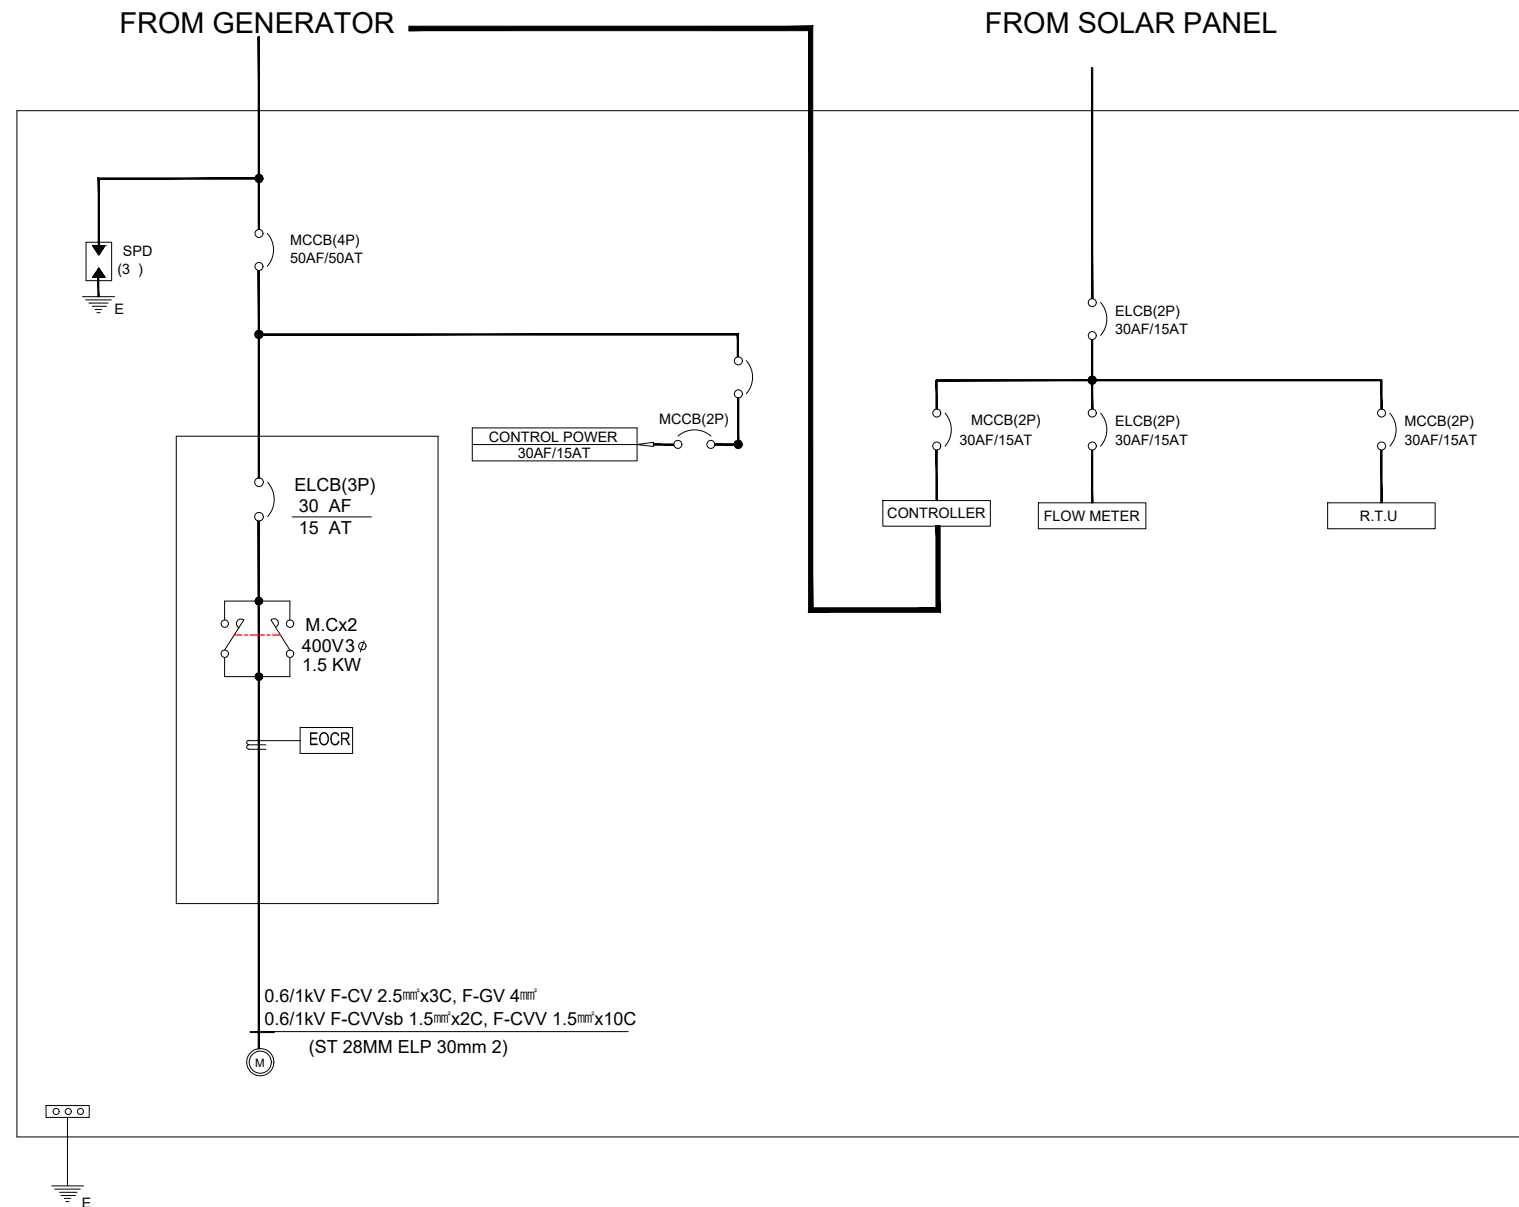 FROM GENERATOR
FROM SOLAR PANEL
SPD
(3 )
E
MCCB(4P)
50AF/50AT
MCCB(2P)
CONTROL POWER
30AF/15AT
ELCB(2P)
30AF/15AT
MCCB(2P)
30AF/15AT
ELCB(2P)
30AF/15AT
MCCB(2P)
30AF/15AT
CONTROLLER
FLOW METER
R.T.U
ELCB(3P)
30 AF
15 AT
M.Cx2
400V3ϕ
1.5 KW
EOCR
0.6/1kV F-CV 2.5㎟x3C, F-GV 4㎟
0.6/1kV F-CVVsb 1.5㎟x2C, F-CVV 1.5㎟x10C
(ST 28MM ELP 30mm 2)
M
E